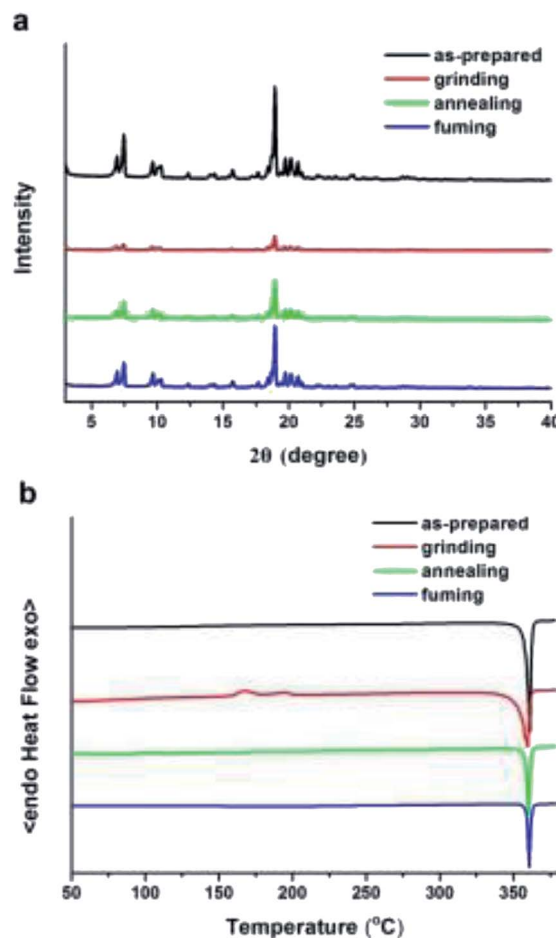 a
as-prepared
grinding
annealing
fuming
Intensity
5 10 15 20 25 30 35 40
2θ (degree)
b
as-prepared
grinding
annealing
fuming
<endo Heat Flow exo>
50 100 150 200 250 300 350
Temperature (°C)